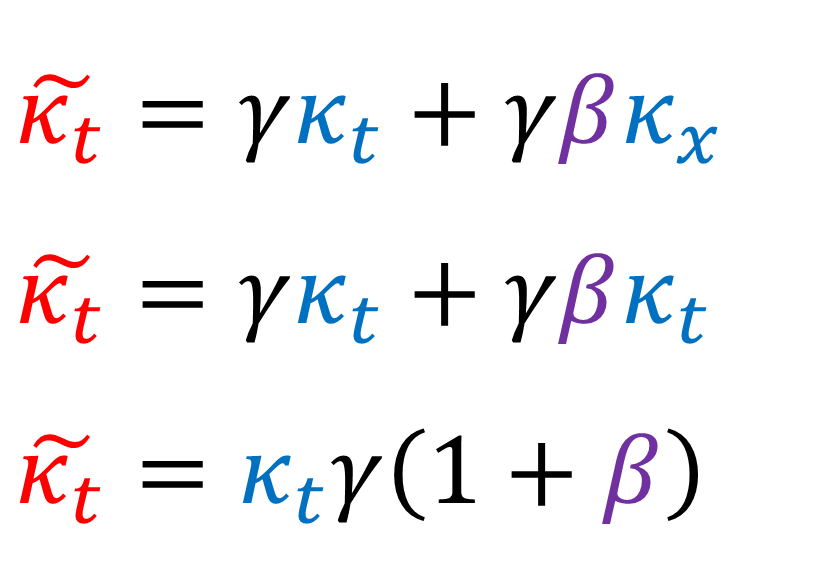 κ̃ₜ = γκₜ + γβκₓ
κ̃ₜ = γκₜ + γβκₜ
κ̃ₜ = κₜγ(1 + β)